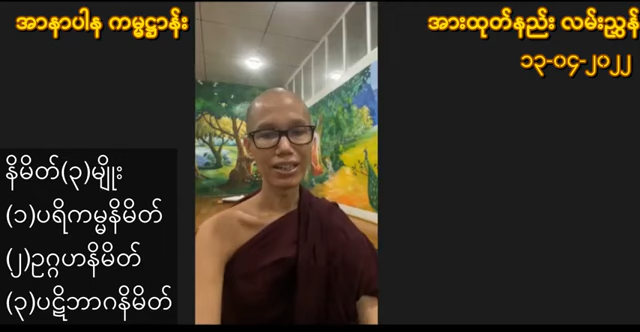 အာနာပါန ကမ္မဋ္ဌာန်း
အားထုတ်နည်း လမ်းညွှန်
၁၃-၀၄-၂၀၂၂
နိမိတ်(၃)မျိုး
(၁)ပရိကမ္မနိမိတ်
(၂)ဥဂ္ဂဟနိမိတ်
(၃)ပဋိဘာဂနိမိတ်